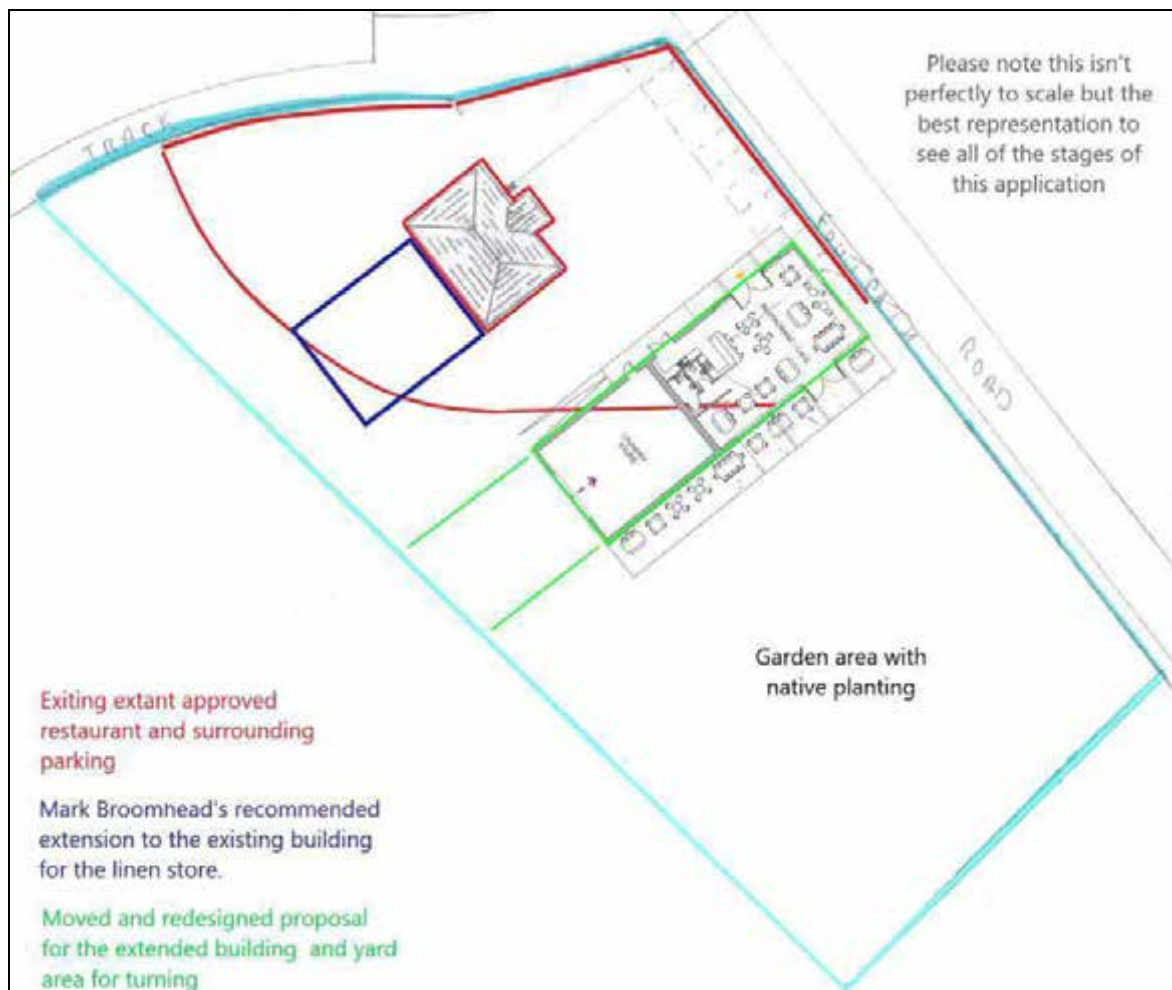 Please note this isn't
perfectly to scale but the
best representation to
see all of the stages of
this application
TRACK
FOOTPATH
ROAD
Garden area with
native planting
Exiting extant approved
restaurant and surrounding
parking
Mark Broomhead's recommended
extension to the existing building
for the linen store.
Moved and redesigned proposal
for the extended building and yard
area for turning